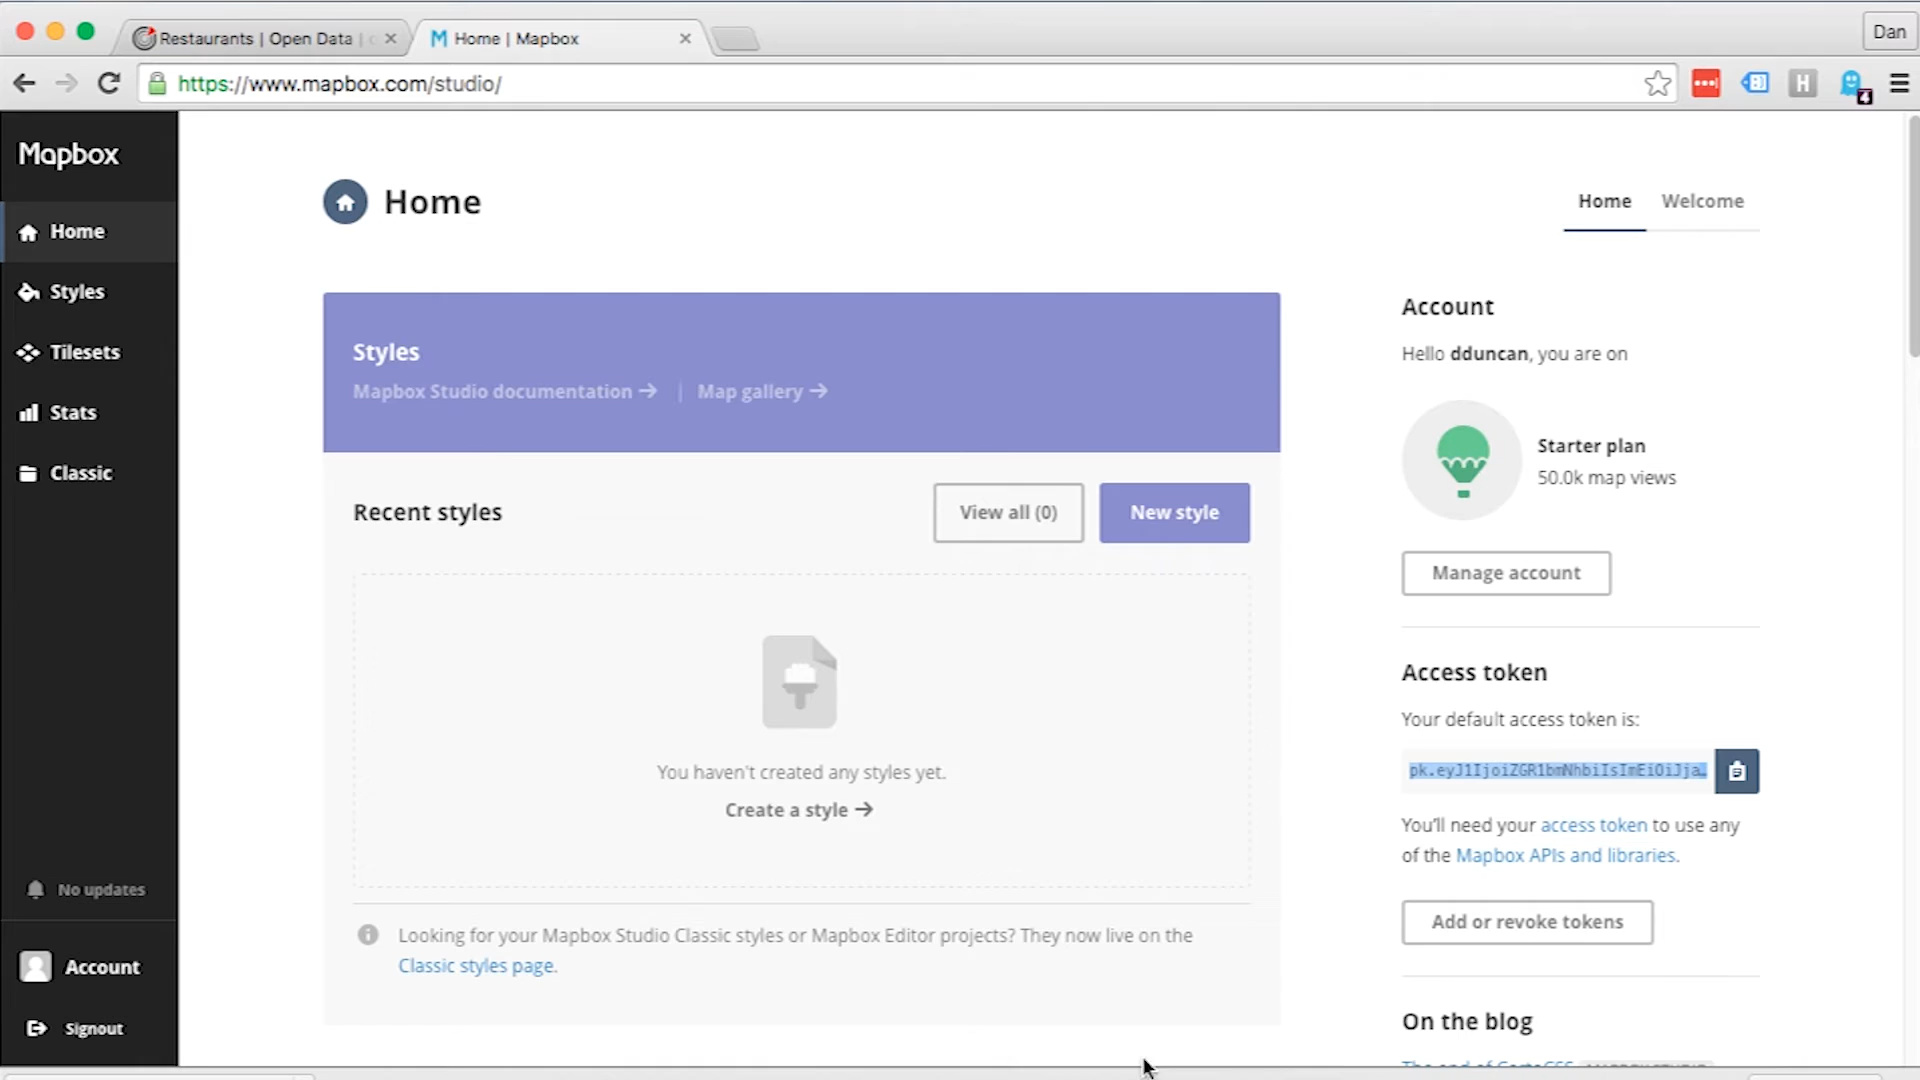 Restaurants | Open Data |
Home | Mapbox
Dan
https://www.mapbox.com/studio/
H
4
Mapbox
Home
Styles
Tilesets
Stats
Classic
No updates
Account
Signout
Home
Home
Welcome
Styles
Mapbox Studio documentation → | Map gallery →
Recent styles
View all (0)
New style
You haven't created any styles yet.
Create a style →
Looking for your Mapbox Studio Classic styles or Mapbox Editor projects? They now live on the
Classic styles page.
Account
Hello dduncan, you are on
Starter plan
50.0k map views
Manage account
Access token
Your default access token is:
pk.eyJ1IjoiZGR1bmNhbiIsImEiOiJja…
You'll need your access token to use any
of the Mapbox APIs and libraries.
Add or revoke tokens
On the blog
The end of CartoCSS